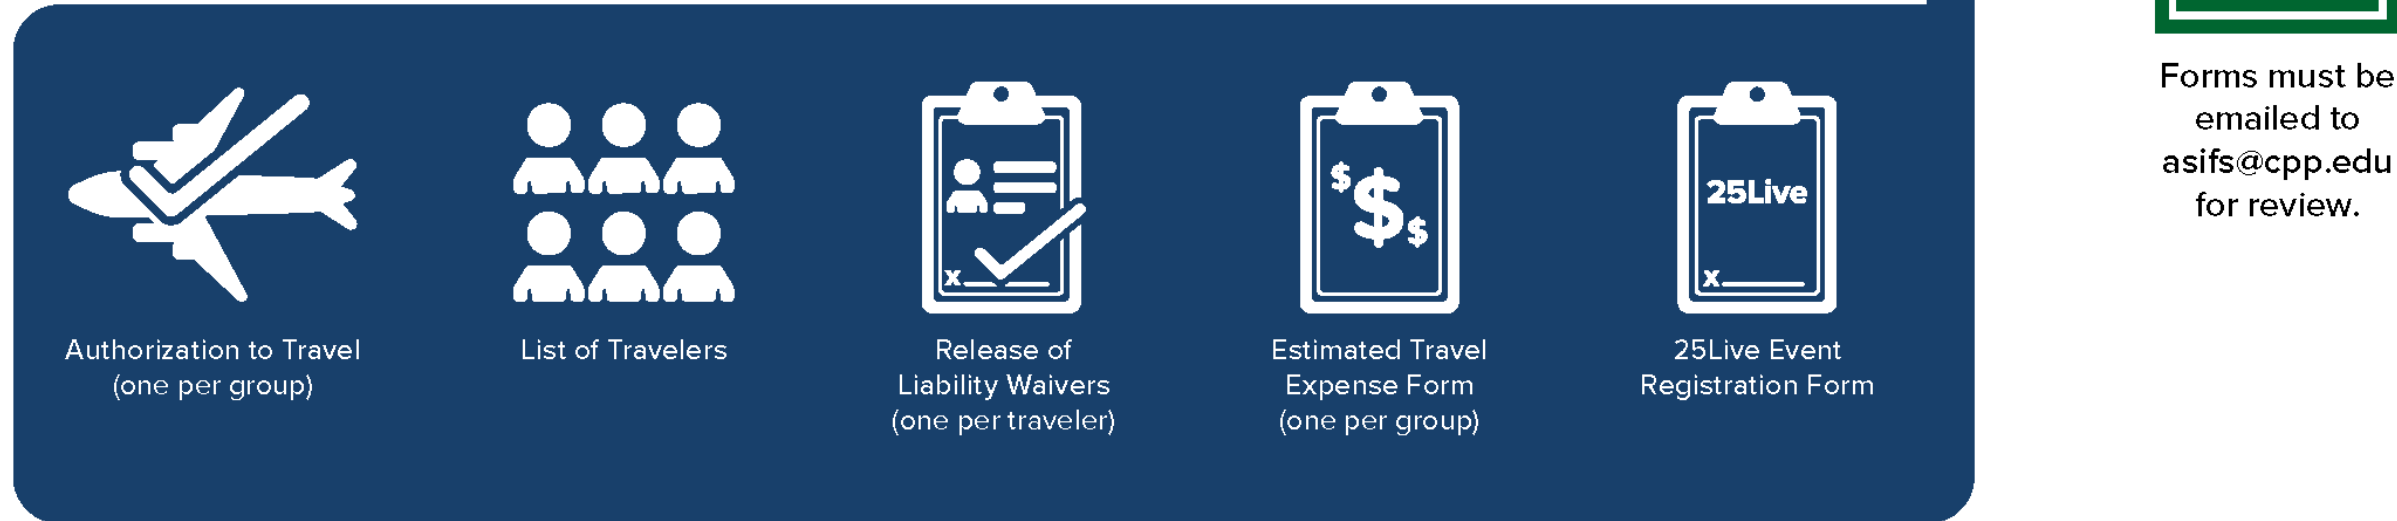 Authorization to Travel
(one per group)
List of Travelers
x
Release of
Liability Waivers
(one per traveler)
$
$
$
Estimated Travel
Expense Form
(one per group)
25Live
x
25Live Event
Registration Form
Forms must be
emailed to
asifs@cpp.edu
for review.